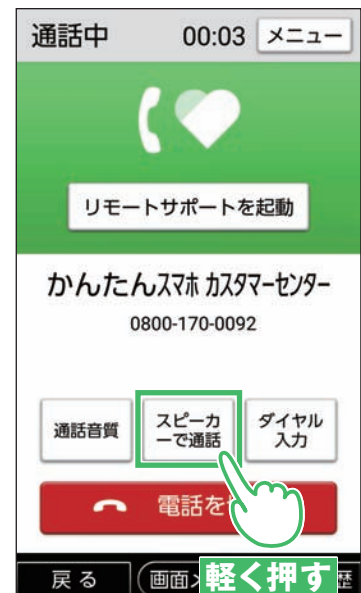 通話中 00:03 メニュー
リモートサポートを起動
かんたんスマホ カスタマーセンター
0800-170-0092
通話音質
スピーカ
ーで通話
ダイヤル
入力
電話を
戻る
画面
軽く押す
歴